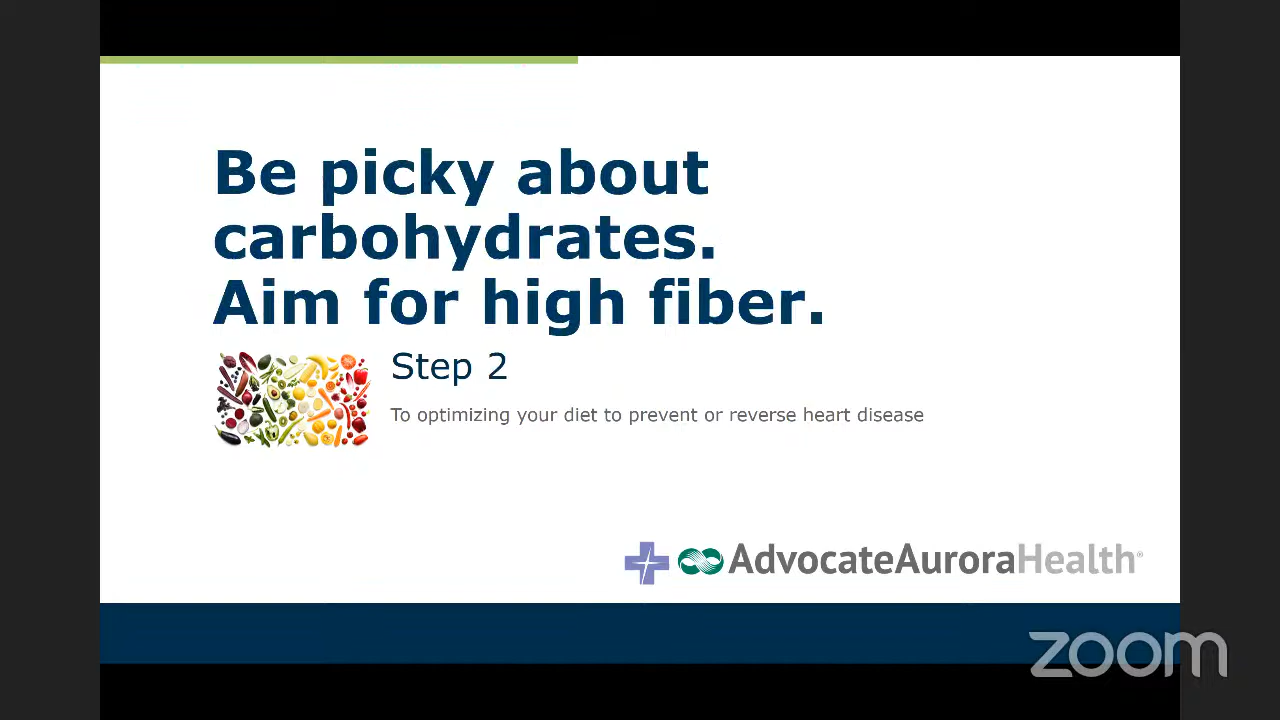 Be picky about
carbohydrates.
Aim for high fiber.
Step 2
To optimizing your diet to prevent or reverse heart disease
AdvocateAuroraHealth®
zoom